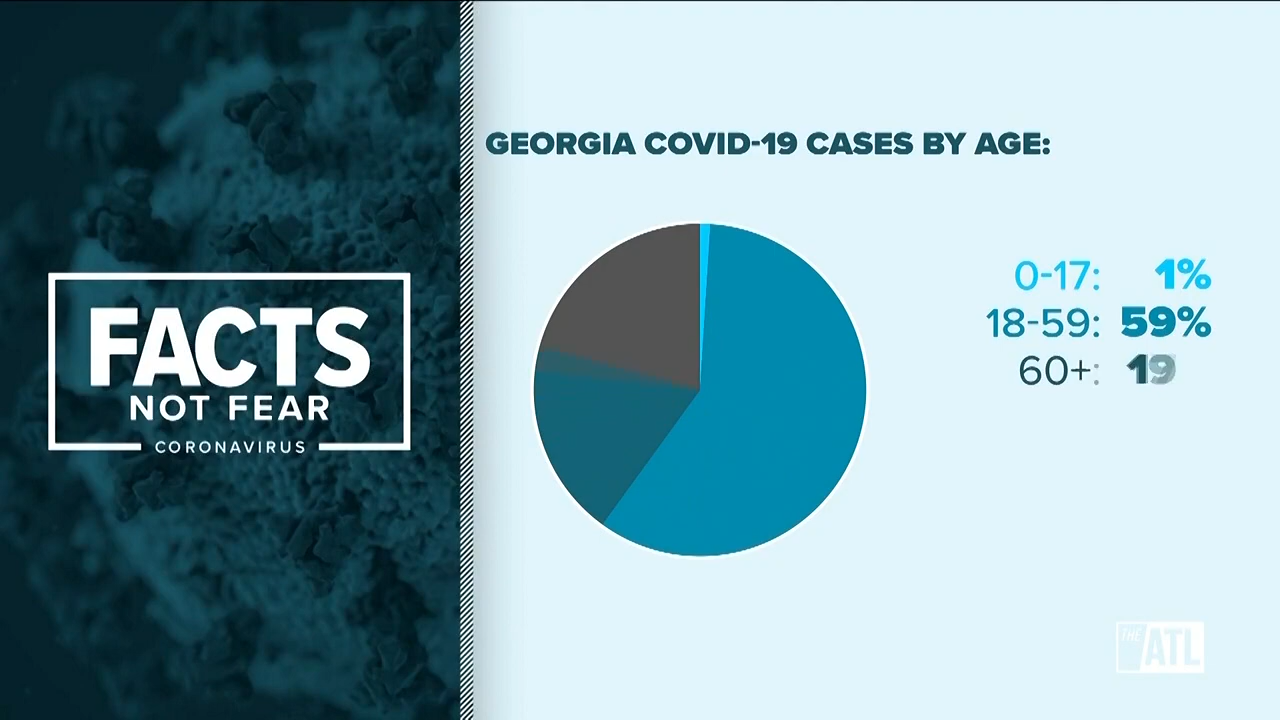 FACTS
NOT FEAR
CORONAVIRUS
GEORGIA COVID-19 CASES BY AGE:
0-17: 1%
18-59: 59%
60+: 19
THE ATL